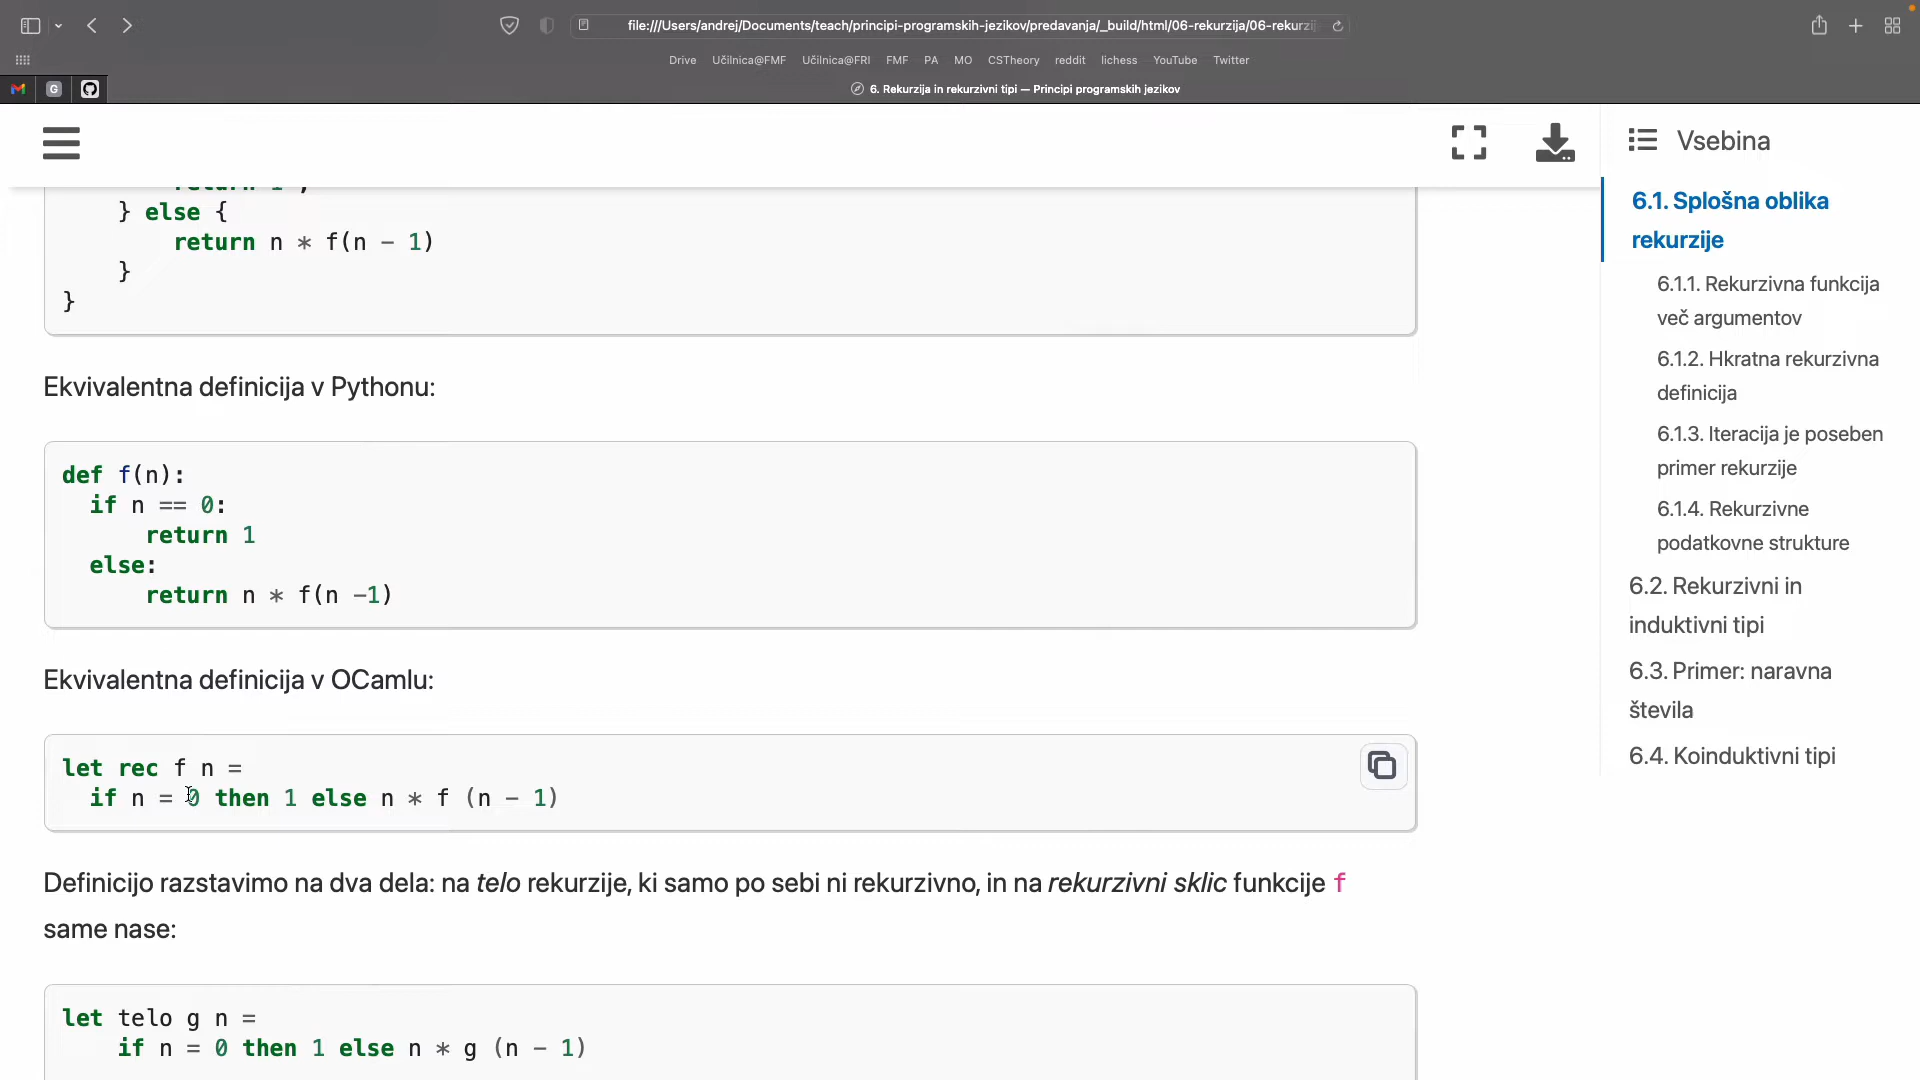 file:///Users/andrej/Documents/teach/principi-programskih-jezikov/predavanja/_build/html/06-rekurzija/06-rekurzij
Drive Učilnica@FMF Učilnica@FRI FMF PA MO CSTheory reddit lichess YouTube Twitter
G
6. Rekurzija in rekurzivni tipi — Principi programskih jezikov
return 1 ;
} else {
return n * f(n - 1)
}
}
Ekvivalentna definicija v Pythonu:
def f(n):
if n == 0:
return 1
else:
return n * f(n -1)
Ekvivalentna definicija v OCamlu:
let rec f n =
if n = 0 then 1 else n * f (n - 1)
Definicijo razstavimo na dva dela: na telo rekurzije, ki samo po sebi ni rekurzivno, in na rekurzivni sklic funkcije f
same nase:
let telo g n =
if n = 0 then 1 else n * g (n - 1)
Vsebina
6.1. Splošna oblika
rekurzije
6.1.1. Rekurzivna funkcija
več argumentov
6.1.2. Hkratna rekurzivna
definicija
6.1.3. Iteracija je poseben
primer rekurzije
6.1.4. Rekurzivne
podatkovne strukture
6.2. Rekurzivni in
induktivni tipi
6.3. Primer: naravna
števila
6.4. Koinduktivni tipi